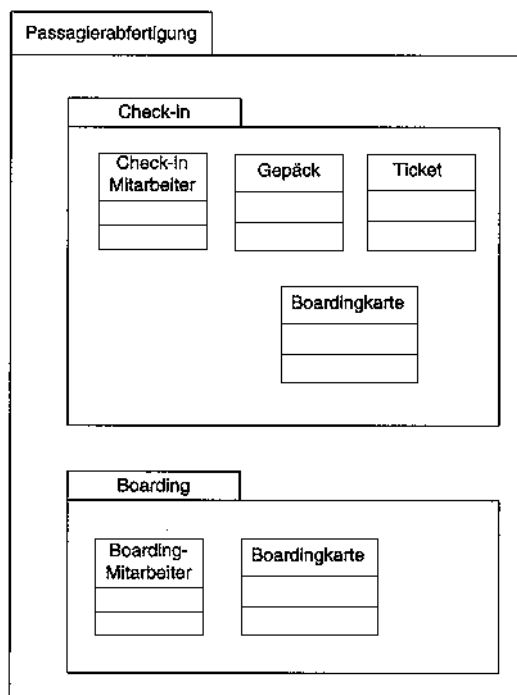 Passagierabfertigung
Check-in
Check-in
Mitarbeiter
Gepäck
Ticket
Boardingkarte
Boarding
Boarding-
Mitarbeiter
Boardingkarte